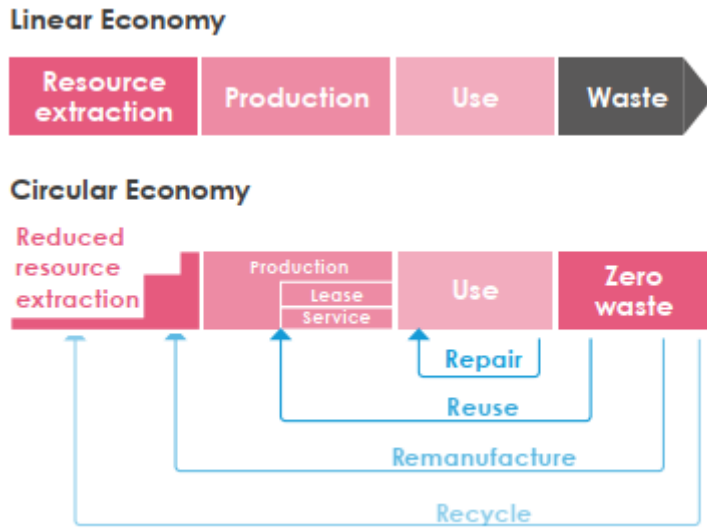 Linear Economy
Resource
extraction
Production
Use
Waste
Circular Economy
Reduced
resource
extraction
Production
Lease
Service
Use
Zero
waste
Repair
Reuse
Remanufacture
Recycle